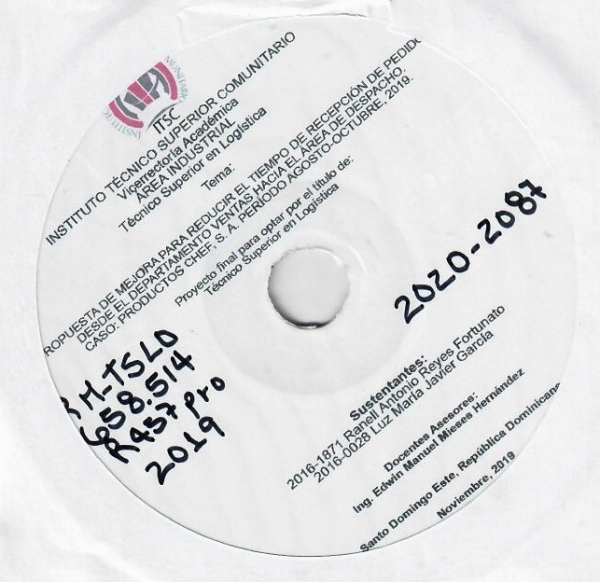 ITSC
INSTITUTO TÉCNICO SUPERIOR COMUNITARIO
Vicerrectoría Académica
ÁREA INDUSTRIAL
Técnico Superior en Logística
Tema:
ROPUESTA DE MEJORA PARA REDUCIR EL TIEMPO DE RECEPCIÓN DE PEDIDO
DESDE EL DEPARTAMENTO VENTAS HACIA EL ÁREA DE DESPACHO.
CASO: PRODUCTOS CHEF, S. A. PERÍODO AGOSTO-OCTUBRE, 2019.
Proyecto final para optar por el título de:
Técnico Superior en Logística
2020-2087
RH-TSLO
658.514
R457pro
2019
Sustentantes:
2016-1871 Raneli Antonio Reyes Fortunato
2016-0028 Luz María Javier García
Docentes Asesores:
Ing. Edwin Manuel Mieses Hernández
Santo Domingo Este, República Dominicana
Noviembre, 2019